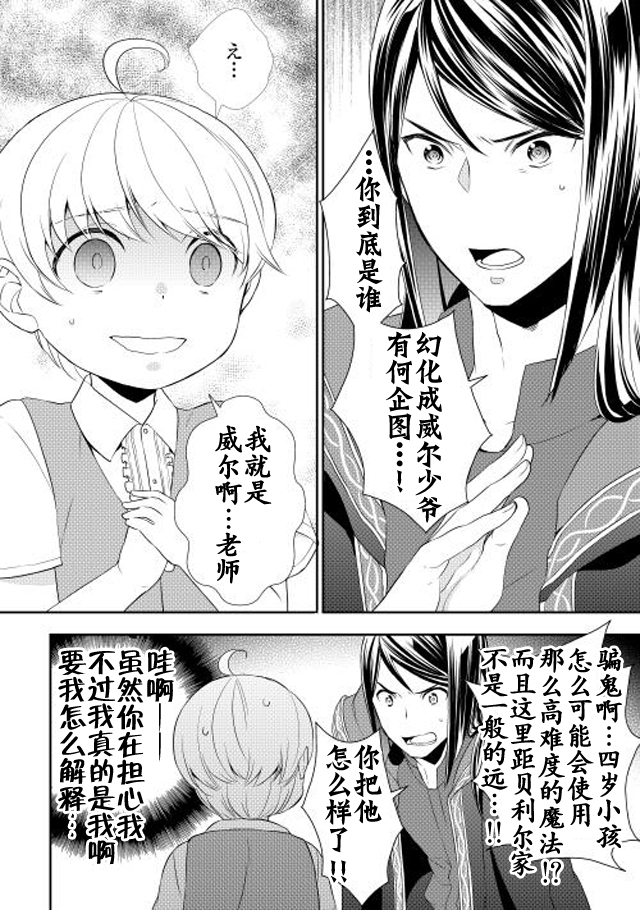 …你到底是谁
幻化成威尔少爷
有何企图…！
え…
我就是
威尔啊…老师
骗鬼啊…四岁小孩
怎么可能会使用
那么高难度的魔法!?
而且这里距贝利尔家
不是一般的远…!!
你把他
怎么样了!!
哇啊——
虽然你在担心我
不过我真的是我啊
要我怎么解释…